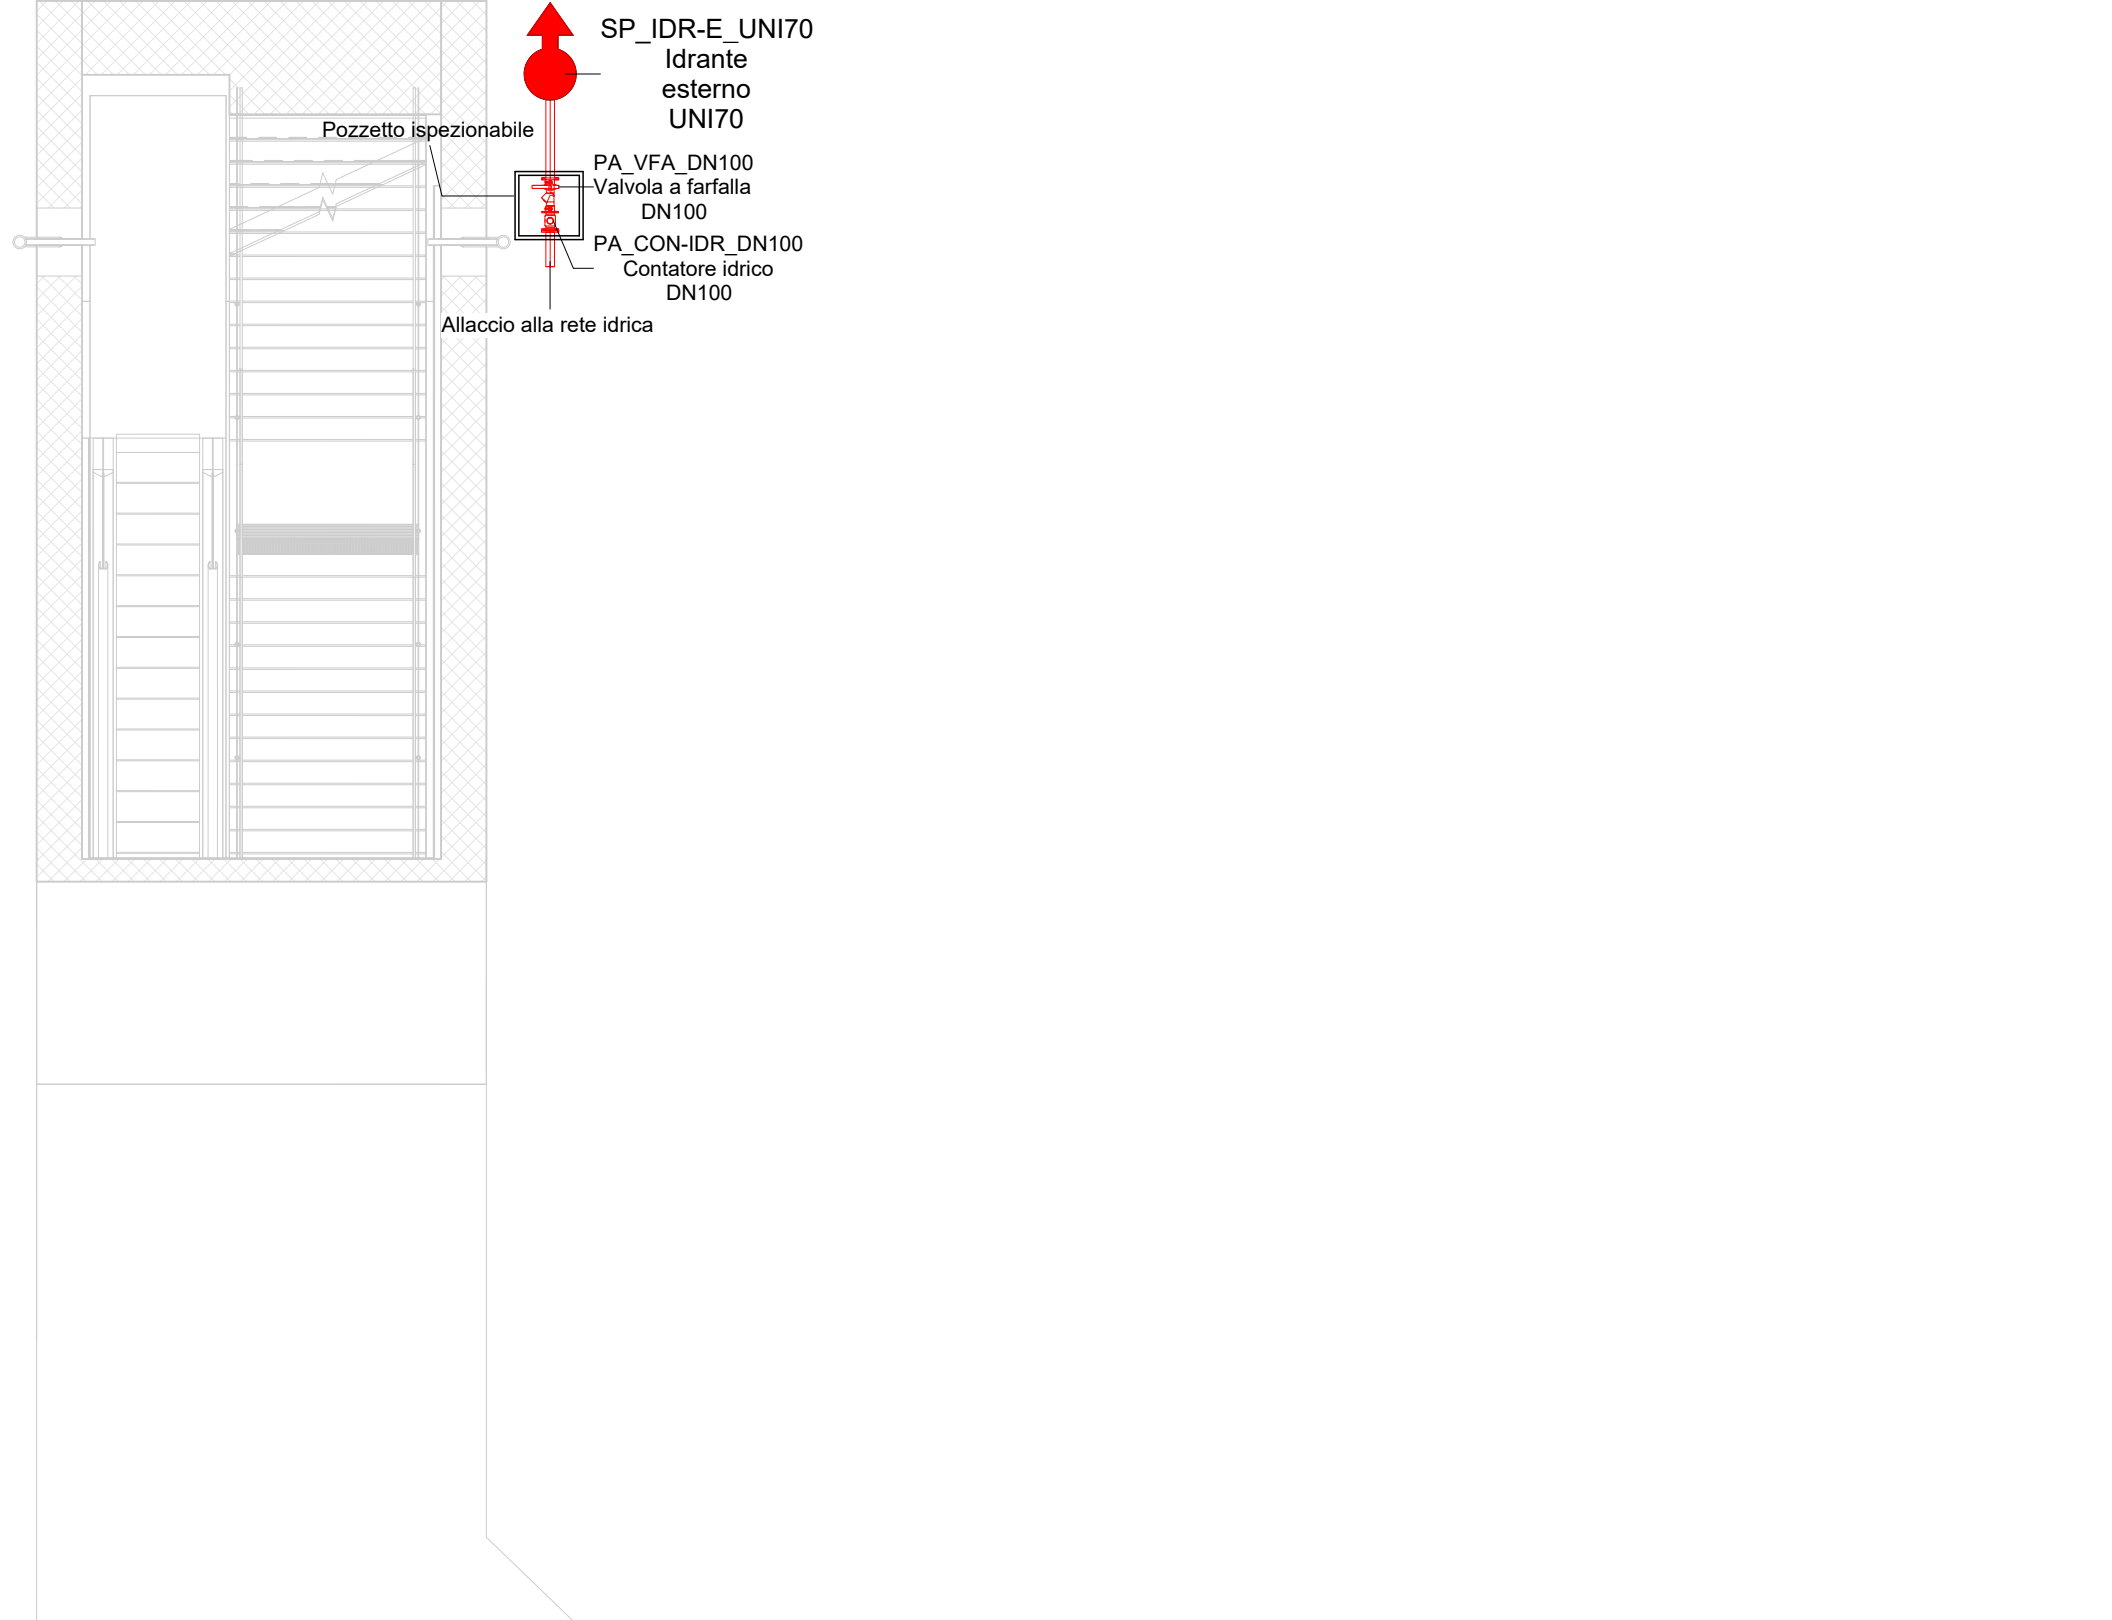 SP_IDR-E_UNI70
Idrante
esterno
UNI70
Pozzetto ispezionabile
PA_VFA_DN100
Valvola a farfalla
DN100
PA_CON-IDR_DN100
Contatore idrico
DN100
Allaccio alla rete idrica